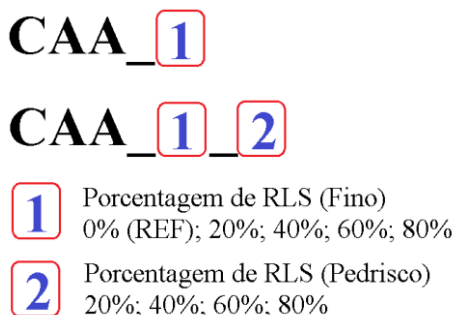 CAA_1
CAA_1_2
1 Porcentagem de RLS (Fino)
0% (REF); 20%; 40%; 60%; 80%
2 Porcentagem de RLS (Pedrisco)
20%; 40%; 60%; 80%